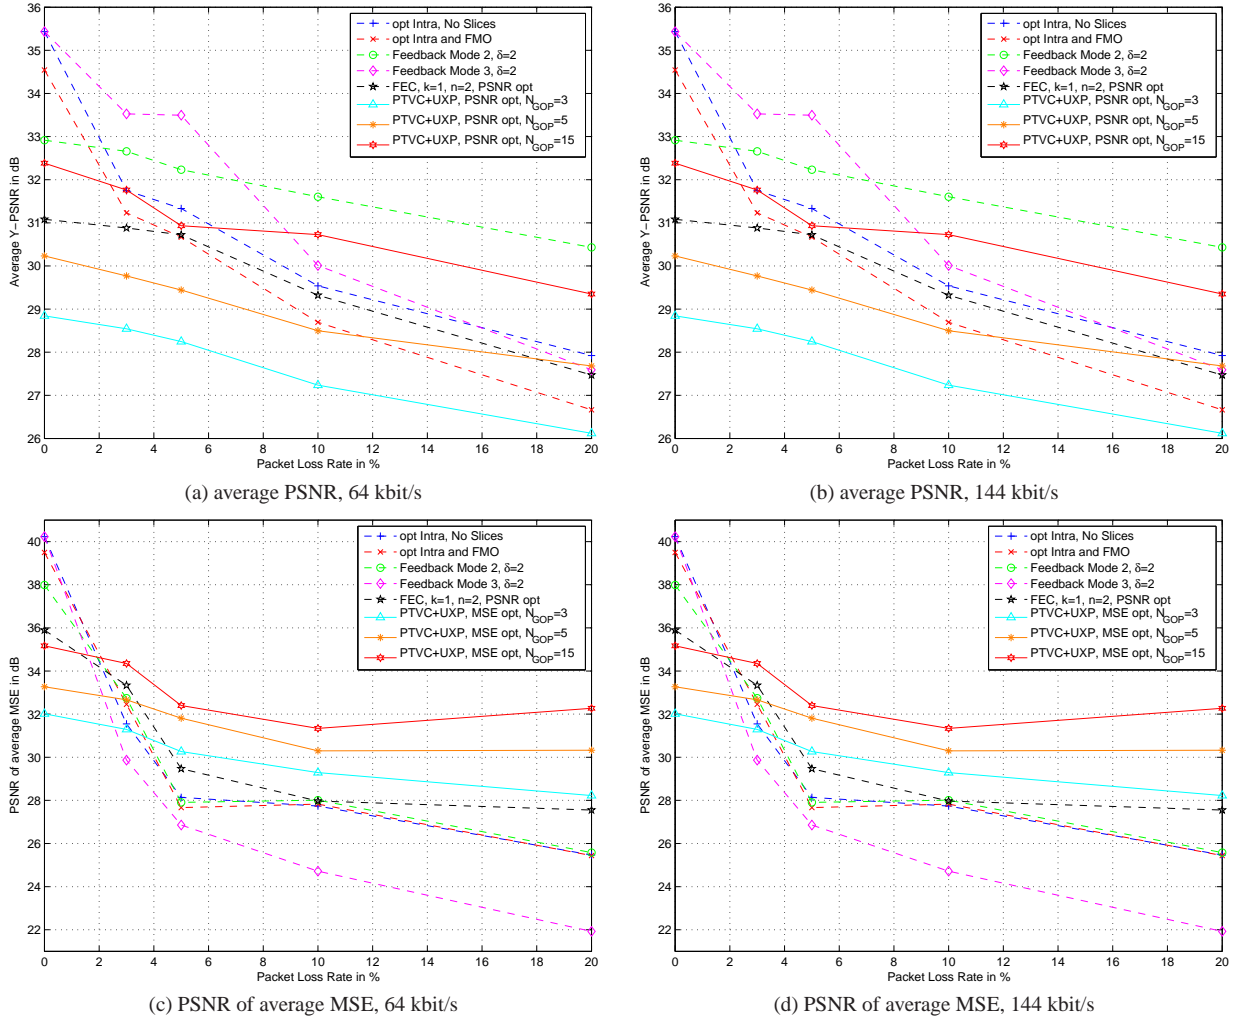 36
35
34
33
32
31
30
29
28
27
26
Average Y−PSNR in dB
opt Intra, No Slices
opt Intra and FMO
Feedback Mode 2, δ=2
Feedback Mode 3, δ=2
FEC, k=1, n=2, PSNR opt
PTVC+UXP, PSNR opt, N_GOP=3
PTVC+UXP, PSNR opt, N_GOP=5
PTVC+UXP, PSNR opt, N_GOP=15
0 2 4 6 8 10 12 14 16 18 20
Packet Loss Rate in %
(a) average PSNR, 64 kbit/s
36
35
34
33
32
31
30
29
28
27
26
Average Y−PSNR in dB
opt Intra, No Slices
opt Intra and FMO
Feedback Mode 2, δ=2
Feedback Mode 3, δ=2
FEC, k=1, n=2, PSNR opt
PTVC+UXP, PSNR opt, N_GOP=3
PTVC+UXP, PSNR opt, N_GOP=5
PTVC+UXP, PSNR opt, N_GOP=15
0 2 4 6 8 10 12 14 16 18 20
Packet Loss Rate in %
(b) average PSNR, 144 kbit/s
40
38
36
34
32
30
28
26
24
22
PSNR of average MSE in dB
opt Intra, No Slices
opt Intra and FMO
Feedback Mode 2, δ=2
Feedback Mode 3, δ=2
FEC, k=1, n=2, PSNR opt
PTVC+UXP, MSE opt, N_GOP=3
PTVC+UXP, MSE opt, N_GOP=5
PTVC+UXP, MSE opt, N_GOP=15
0 2 4 6 8 10 12 14 16 18 20
Packet Loss Rate in %
(c) PSNR of average MSE, 64 kbit/s
40
38
36
34
32
30
28
26
24
22
PSNR of average MSE in dB
opt Intra, No Slices
opt Intra and FMO
Feedback Mode 2, δ=2
Feedback Mode 3, δ=2
FEC, k=1, n=2, PSNR opt
PTVC+UXP, MSE opt, N_GOP=3
PTVC+UXP, MSE opt, N_GOP=5
PTVC+UXP, MSE opt, N_GOP=15
0 2 4 6 8 10 12 14 16 18 20
Packet Loss Rate in %
(d) PSNR of average MSE, 144 kbit/s